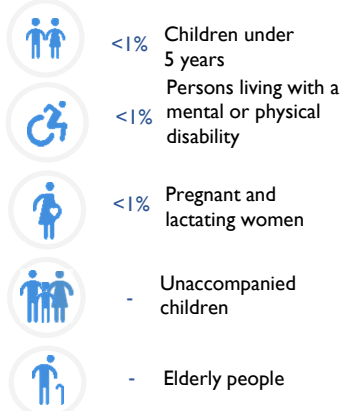 <1% Children under
5 years
Persons living with a
<1% mental or physical
disability
<1% Pregnant and
lactating women
- Unaccompanied
children
- Elderly people